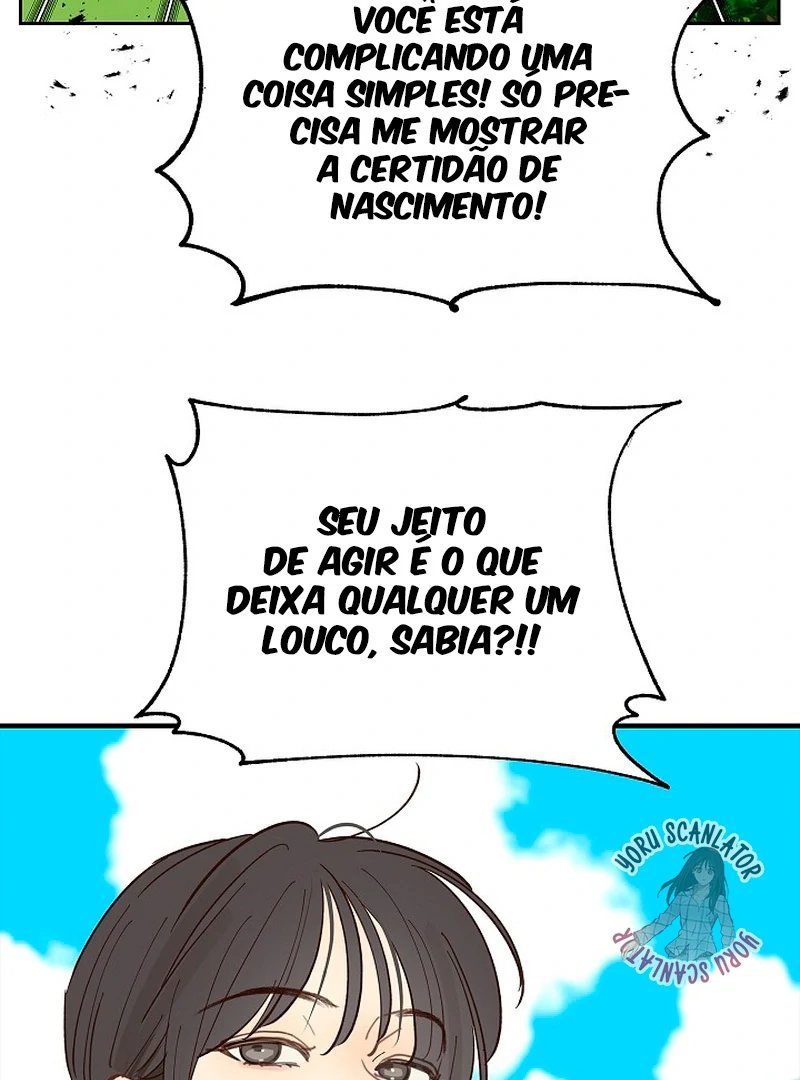 VOCÊ ESTÁ
COMPLICANDO UMA
COISA SIMPLES! SÓ PRE-
CISA ME MOSTRAR
A CERTIDÃO DE
NASCIMENTO!
SEU JEITO
DE AGIR É O QUE
DEIXA QUALQUER UM
LOUCO, SABIA?!!
YORU SCANLATOR
YORU SCANLATOR